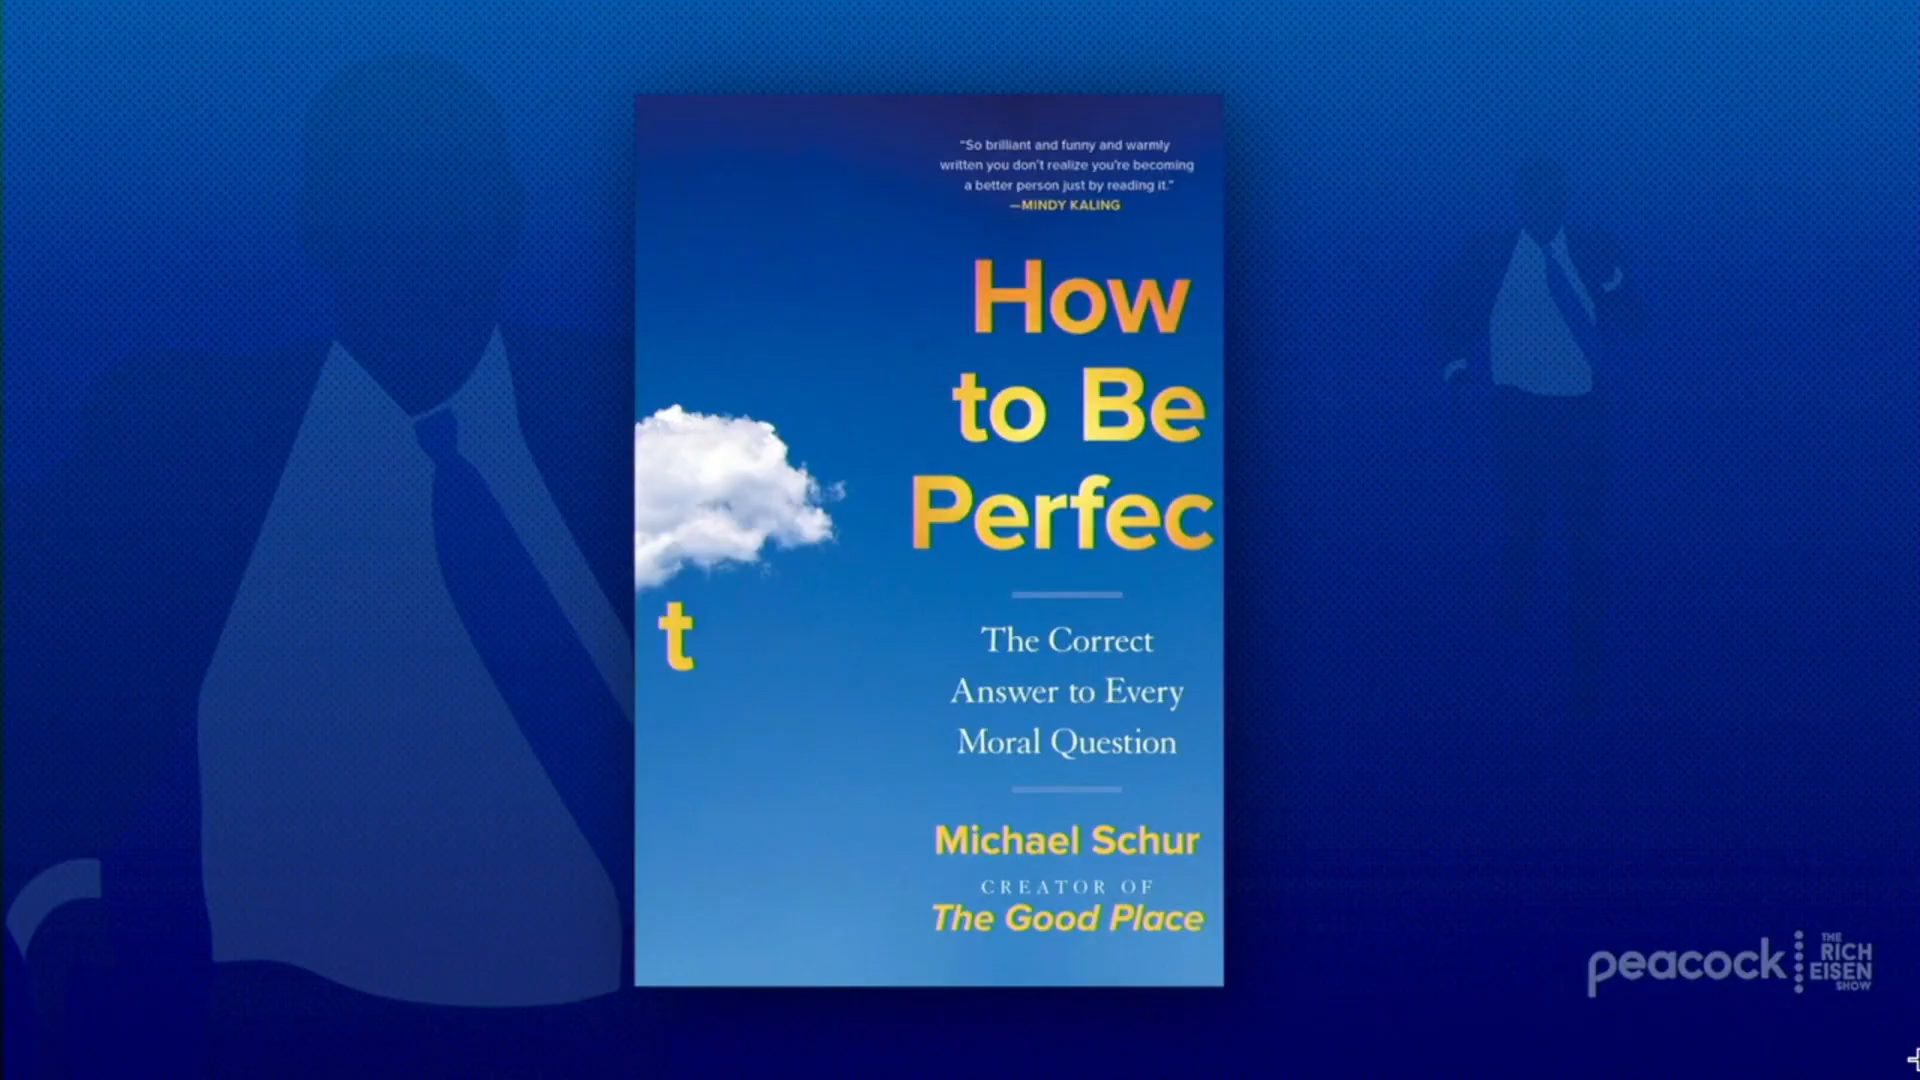 "So brilliant and funny and warmly
written you don't realize you're becoming
a better person just by reading it."
—MINDY KALING
How
to Be
Perfec
t
The Correct
Answer to Every
Moral Question
Michael Schur
CREATOR OF
The Good Place
peacock
THE
RICH
EISEN
SHOW